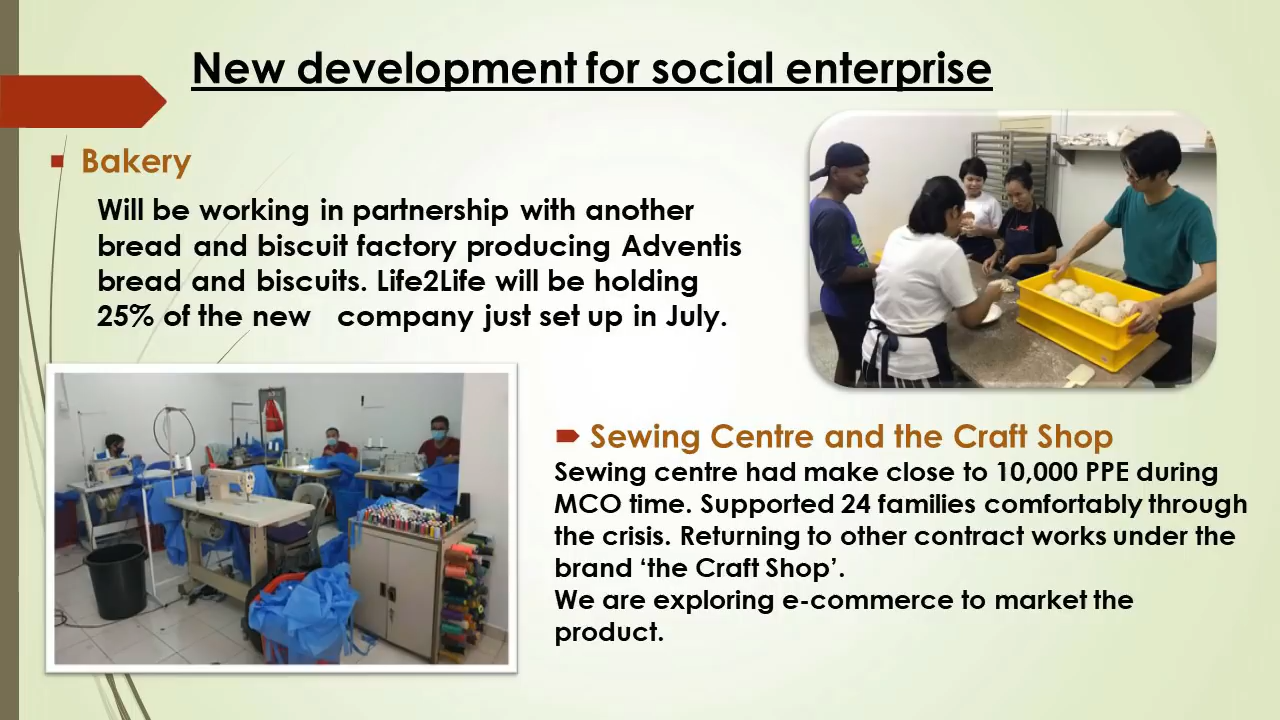 New development for social enterprise
Bakery
Will be working in partnership with another
bread and biscuit factory producing Adventis
bread and biscuits. Life2Life will be holding
25% of the new company just set up in July.
Sewing Centre and the Craft Shop
Sewing centre had make close to 10,000 PPE during
MCO time. Supported 24 families comfortably through
the crisis. Returning to other contract works under the
brand ‘the Craft Shop’.
We are exploring e-commerce to market the
product.